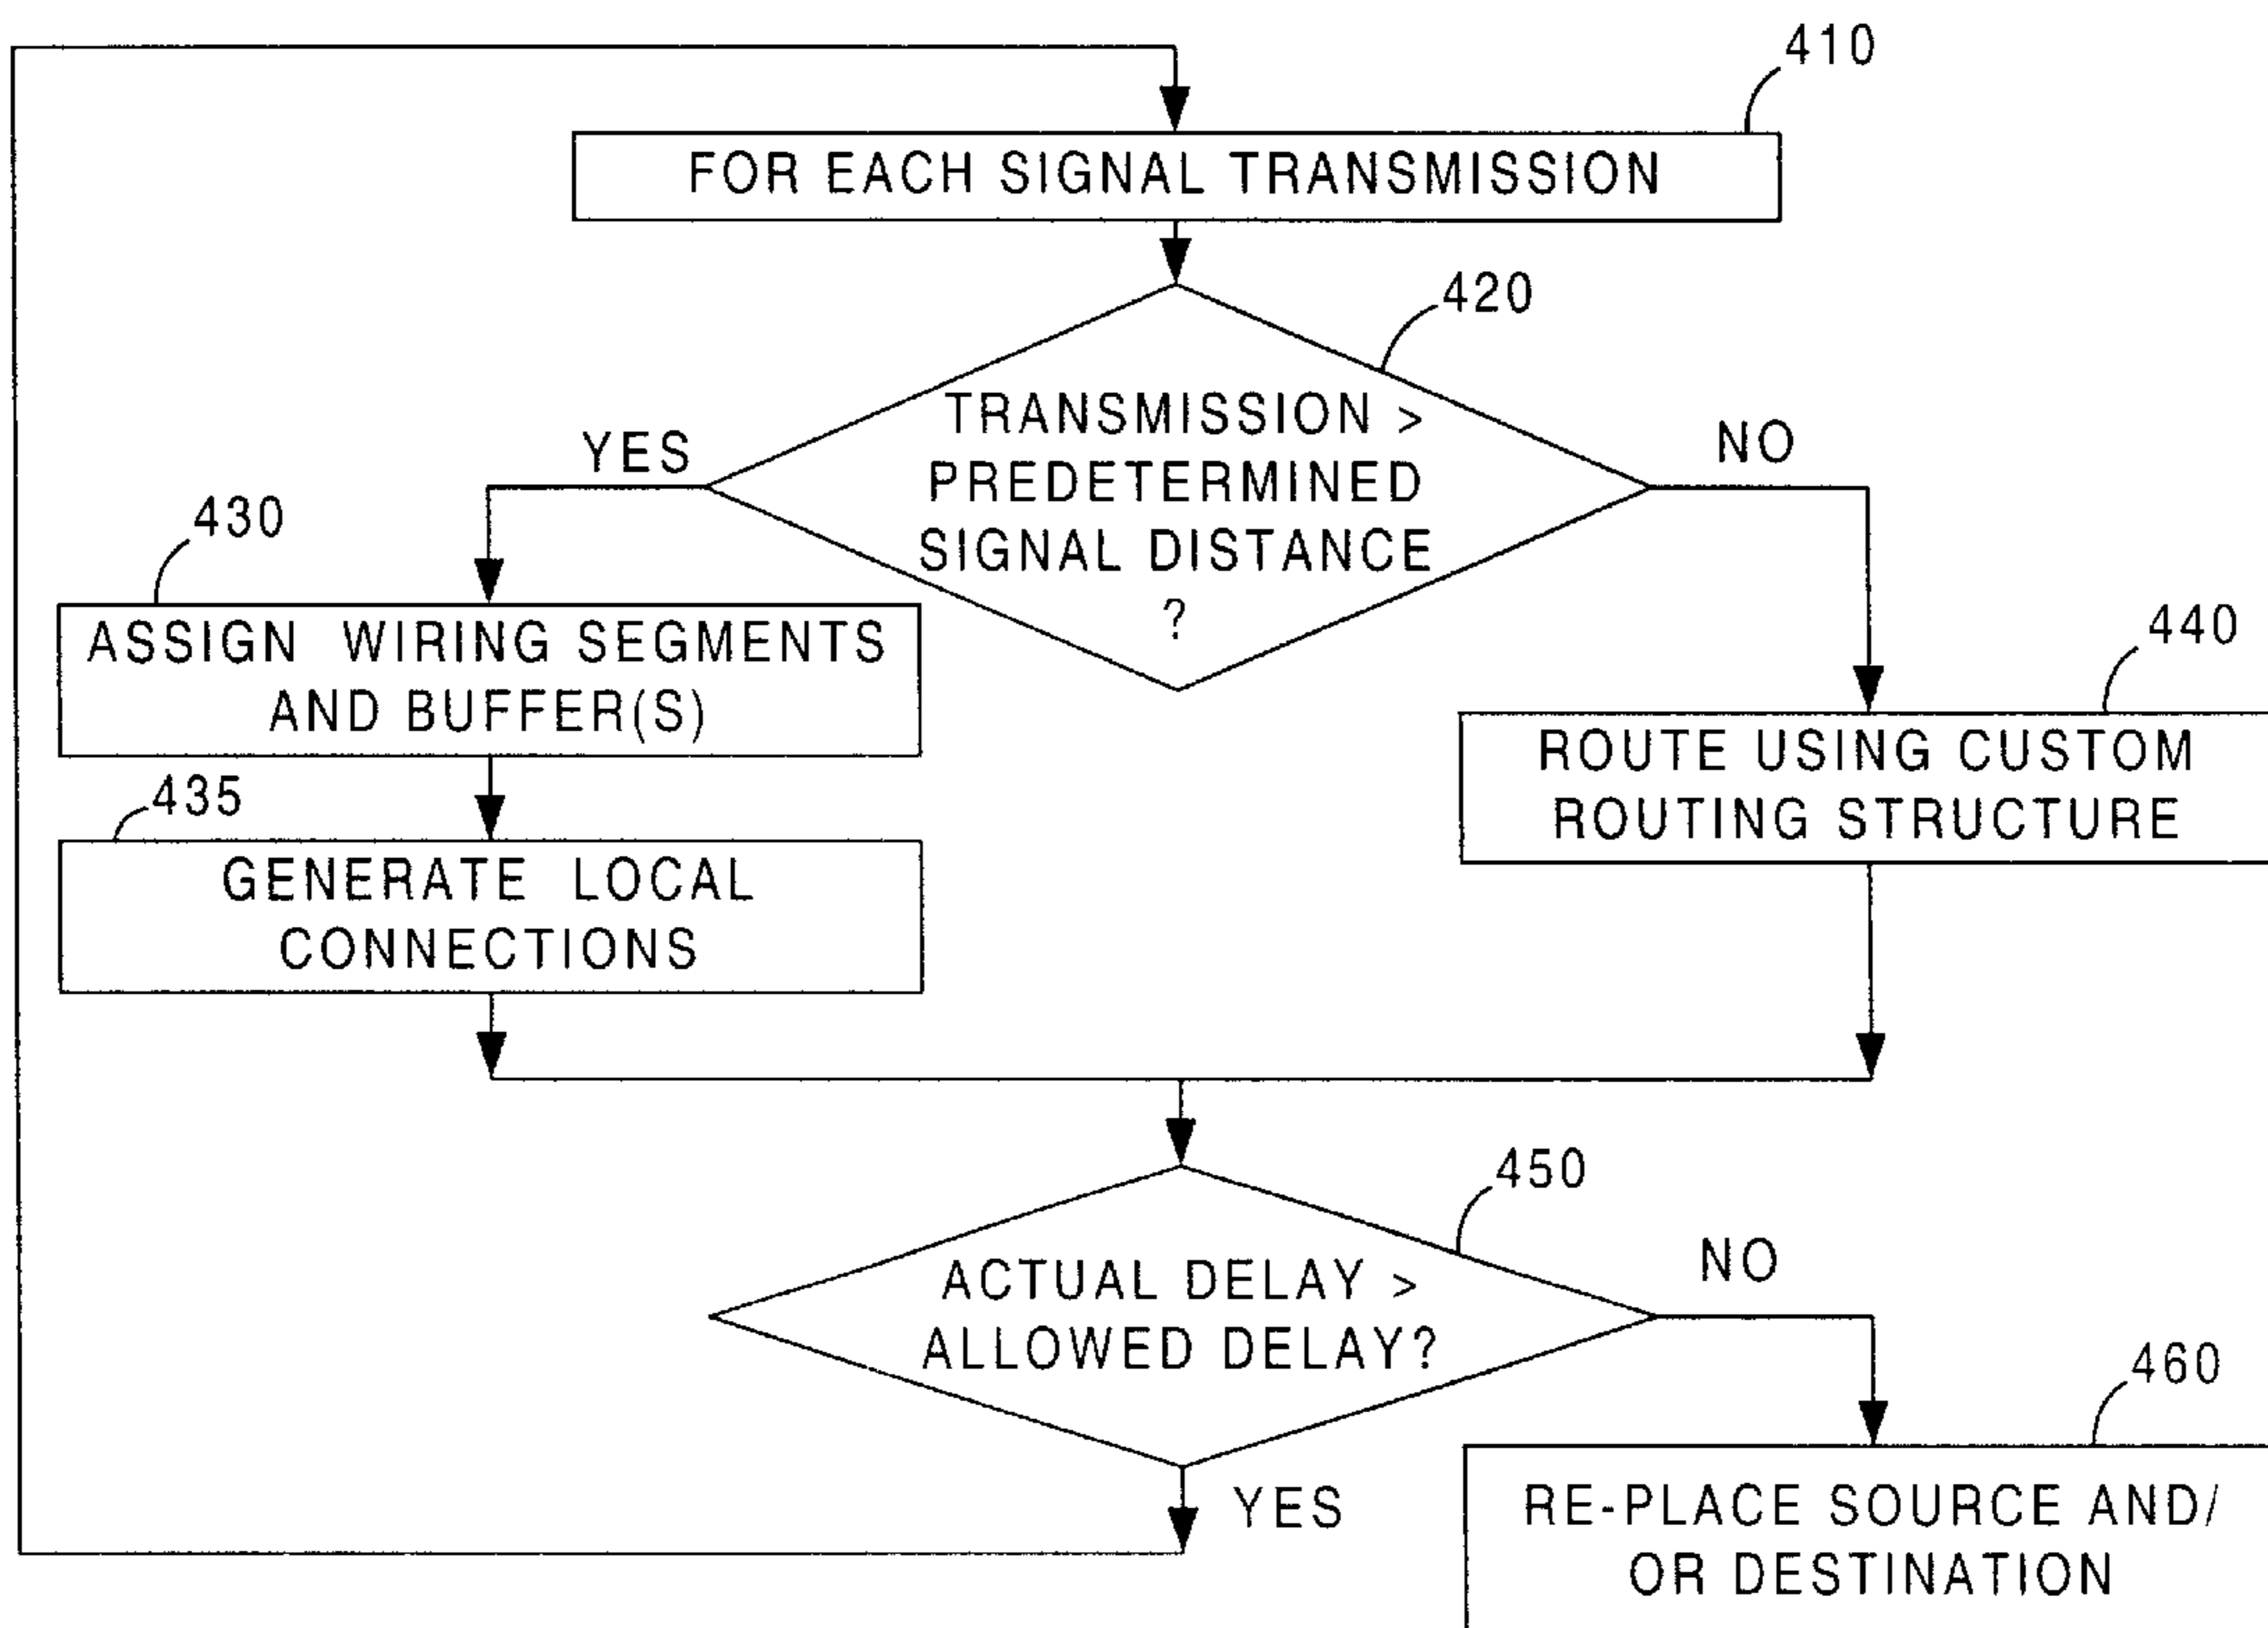 410
FOR EACH SIGNAL TRANSMISSION
420
TRANSMISSION >
PREDETERMINED
SIGNAL DISTANCE
?
YES
NO
430
ASSIGN WIRING SEGMENTS
AND BUFFER(S)
440
ROUTE USING CUSTOM
ROUTING STRUCTURE
435
GENERATE LOCAL
CONNECTIONS
450
ACTUAL DELAY >
ALLOWED DELAY?
NO
YES
460
RE-PLACE SOURCE AND/
OR DESTINATION